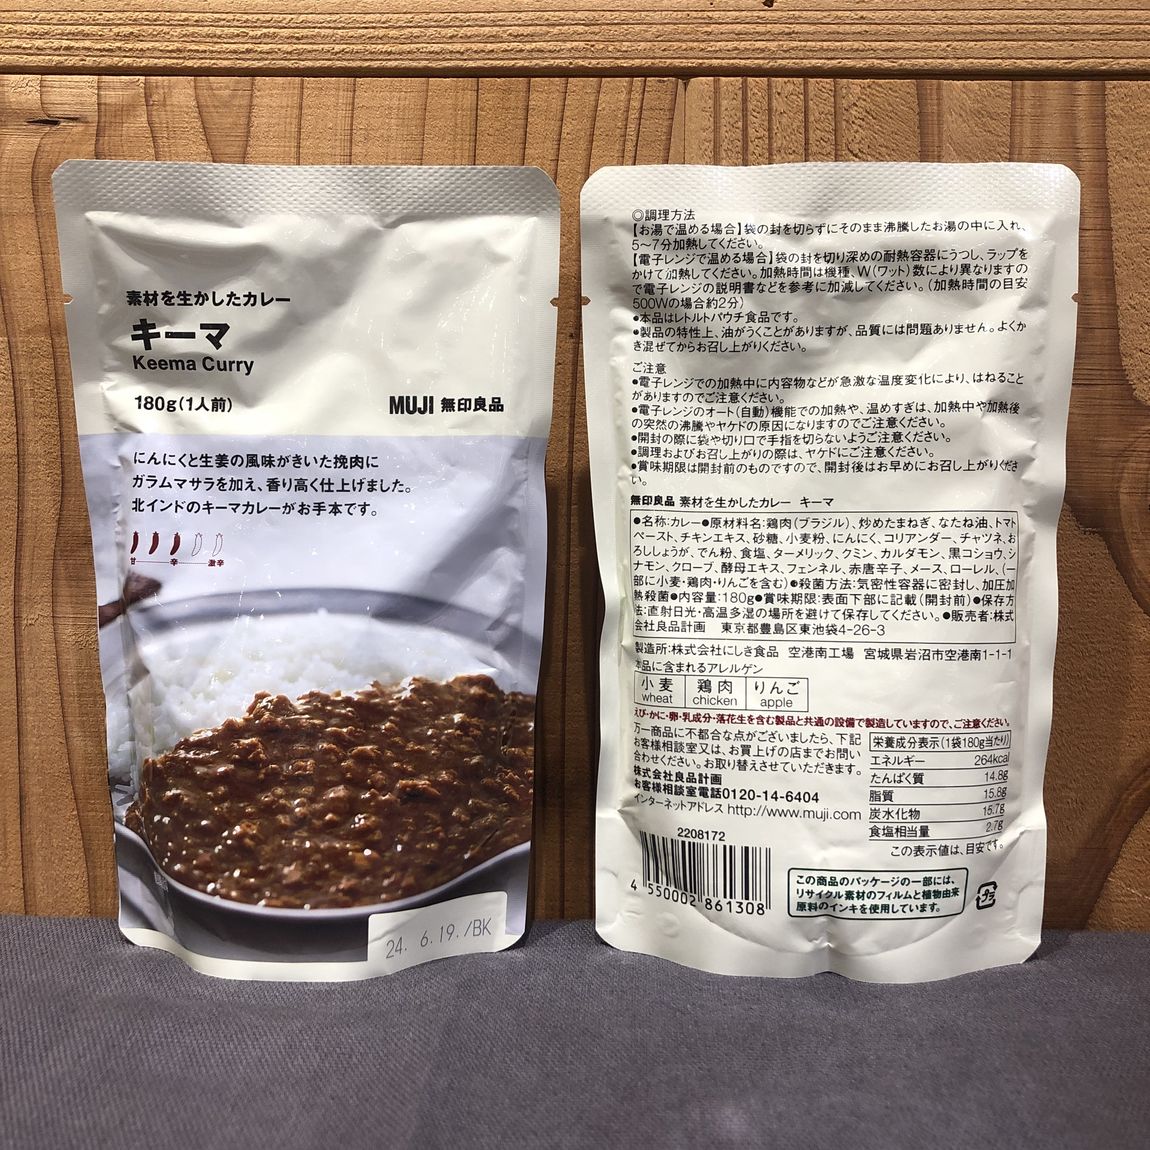 素材を生かしたカレー
キーマ
Keema Curry
180g(1人前)
MUJI 無印良品
にんにくと生姜の風味がきいた挽肉に
ガラムマサラを加え、香り高く仕上げました。
北インドのキーマカレーがお手本です。
甘 辛 激辛
24. 6.19./BK
◎調理方法
【お湯で温める場合】袋の封を切らずにそのまま沸騰したお湯の中に入れ、
5〜7分加熱してください。
【電子レンジで温める場合】袋の封を切り深めの耐熱容器にうつし、ラップを
かけて加熱してください。加熱時間は機種、W(ワット)数により異なりますの
で電子レンジの説明書などを参考に加減してください。(加熱時間の目安
500Wの場合約2分)
●本品はレトルトパウチ食品です。
●製品の特性上、油がうくことがありますが、品質には問題ありません。よくか
き混ぜてからお召し上がりください。
ご注意
●電子レンジでの加熱中に内容物などが急激な温度変化により、はねること
がありますのでご注意ください。
●電子レンジのオート(自動)機能での加熱や、温めすぎは、加熱中や加熱後
の突然の沸騰やヤケドの原因になりますのでご注意ください。
●開封の際に袋や切り口で手指を切らないようご注意ください。
●調理およびお召し上がりの際は、ヤケドにご注意ください。
●賞味期限は開封前のものですので、開封後はお早めにお召し上がりくださ
い。
無印良品 素材を生かしたカレー キーマ
●名称:カレー●原材料名:鶏肉(ブラジル)、炒めたまねぎ、なたね油、トマト
ペースト、チキンエキス、砂糖、小麦粉、にんにく、コリアンダー、チャツネ、お
ろししょうが、でん粉、食塩、ターメリック、クミン、カルダモン、黒コショウ、シ
ナモン、クローブ、酵母エキス、フェンネル、赤唐辛子、メース、ローレル、(一
部に小麦・鶏肉・りんごを含む)●殺菌方法:気密性容器に密封し、加圧加
熱殺菌●内容量:180g●賞味期限:表面下部に記載(開封前)●保存方
法:直射日光・高温多湿の場所を避けて保存してください。●販売者:株式
会社良品計画 東京都豊島区東池袋4-26-3
製造所:株式会社にしき食品 空港南工場 宮城県岩沼市空港南1-1-1
本品に含まれるアレルゲン
小麦 鶏肉 りんご
wheat chicken apple
えび・かに・卵・乳成分・落花生を含む製品と共通の設備で製造していますので、ご注意ください。
万一商品に不都合な点がございましたら、下記
お客様相談室又は、お買上げの店までお問い
合わせください。お取り替えさせていただきます。
株式会社良品計画
お客様相談室電話0120-14-6404
インターネットアドレス http://www.muji.com
栄養成分表示(1袋180g当たり)
エネルギー 264kcal
たんぱく質 14.8g
脂質 15.8g
炭水化物 15.7g
食塩相当量 2.7g
この表示値は、目安です。
2208172
4 550002 861308
この商品のパッケージの一部には、
リサイクル素材のフィルムと植物由来
原料のインキを使用しています。
プラ